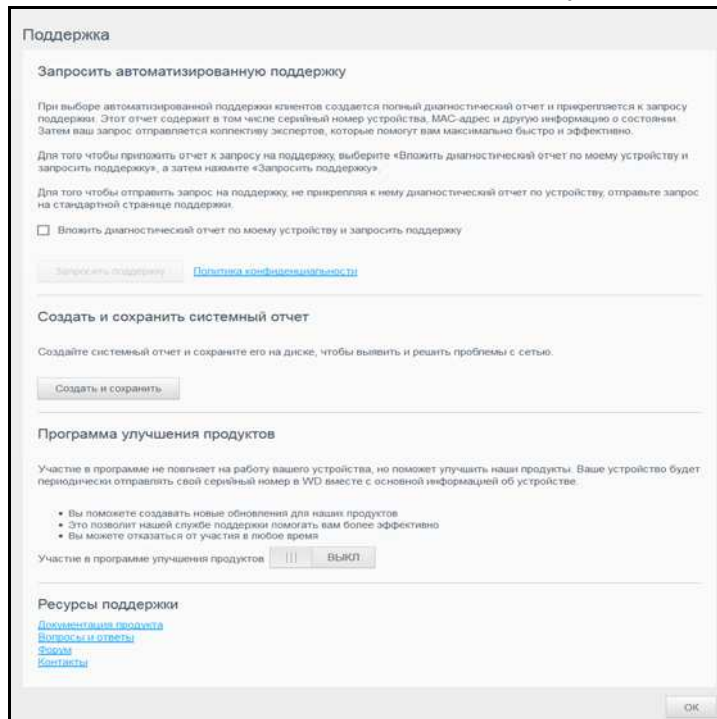 Поддержка
Запросить автоматизированную поддержку
При выборе автоматизированной поддержки клиентов создается полный диагностический отчет и прикрепляется к запросу
поддержки. Этот отчет содержит в том числе серийный номер устройства, MAC-адрес и другую информацию о состоянии.
Затем ваш запрос отправляется коллективу экспертов, которые помогут вам максимально быстро и эффективно.
Для того чтобы приложить отчет к запросу на поддержку, выберите «Вложить диагностический отчет по моему устройству и
запросить поддержку», а затем нажмите «Запросить поддержку»
Для того чтобы отправить запрос на поддержку, не прикрепляя к нему диагностический отчет по устройству, отправьте запрос
на стандартной странице поддержки.
Вложить диагностический отчет по моему устройству и запросить поддержку
Запросить поддержку Политика конфиденциальности
Создать и сохранить системный отчет
Создайте системный отчет и сохраните его на диске, чтобы выявить и решить проблемы с сетью.
Создать и сохранить
Программа улучшения продуктов
Участие в программе не повлияет на работу вашего устройства, но поможет улучшить наши продукты. Ваше устройство будет
периодически отправлять свой серийный номер в WD вместе с основной информацией об устройстве.
• Вы поможете создавать новые обновления для наших продуктов
• Это позволит нашей службе поддержки помогать вам более эффективно
• Вы можете отказаться от участия в любое время
Участие в программе улучшения продуктов ВЫКЛ
Ресурсы поддержки
Документация продукта
Вопросы и ответы
Форум
Контакты
OK